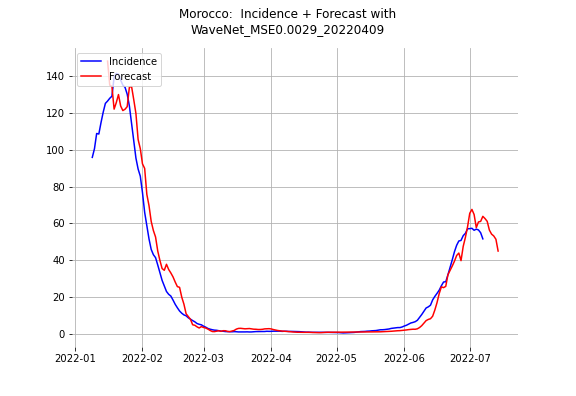 Morocco:  Incidence + Forecast with
WaveNet_MSE0.0029_20220409
Incidence
Forecast
140
120
100
80
60
40
20
0
2022-01 2022-02 2022-03 2022-04 2022-05 2022-06 2022-07